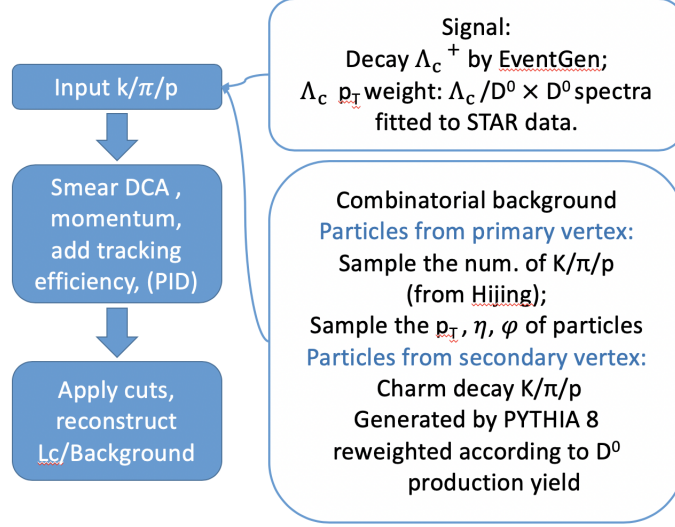 Input k/π/p
Smear DCA ,
momentum,
add tracking
efficiency, (PID)
Apply cuts,
reconstruct
Lc/Background
Signal:
Decay Λc + by EventGen;
Λc pT weight: Λc /D⁰ × D⁰ spectra
fitted to STAR data.
Combinatorial background
Particles from primary vertex:
Sample the num. of K/π/p
(from Hijing);
Sample the pT , η, φ of particles
Particles from secondary vertex:
Charm decay K/π/p
Generated by PYTHIA 8
reweighted according to D⁰
production yield